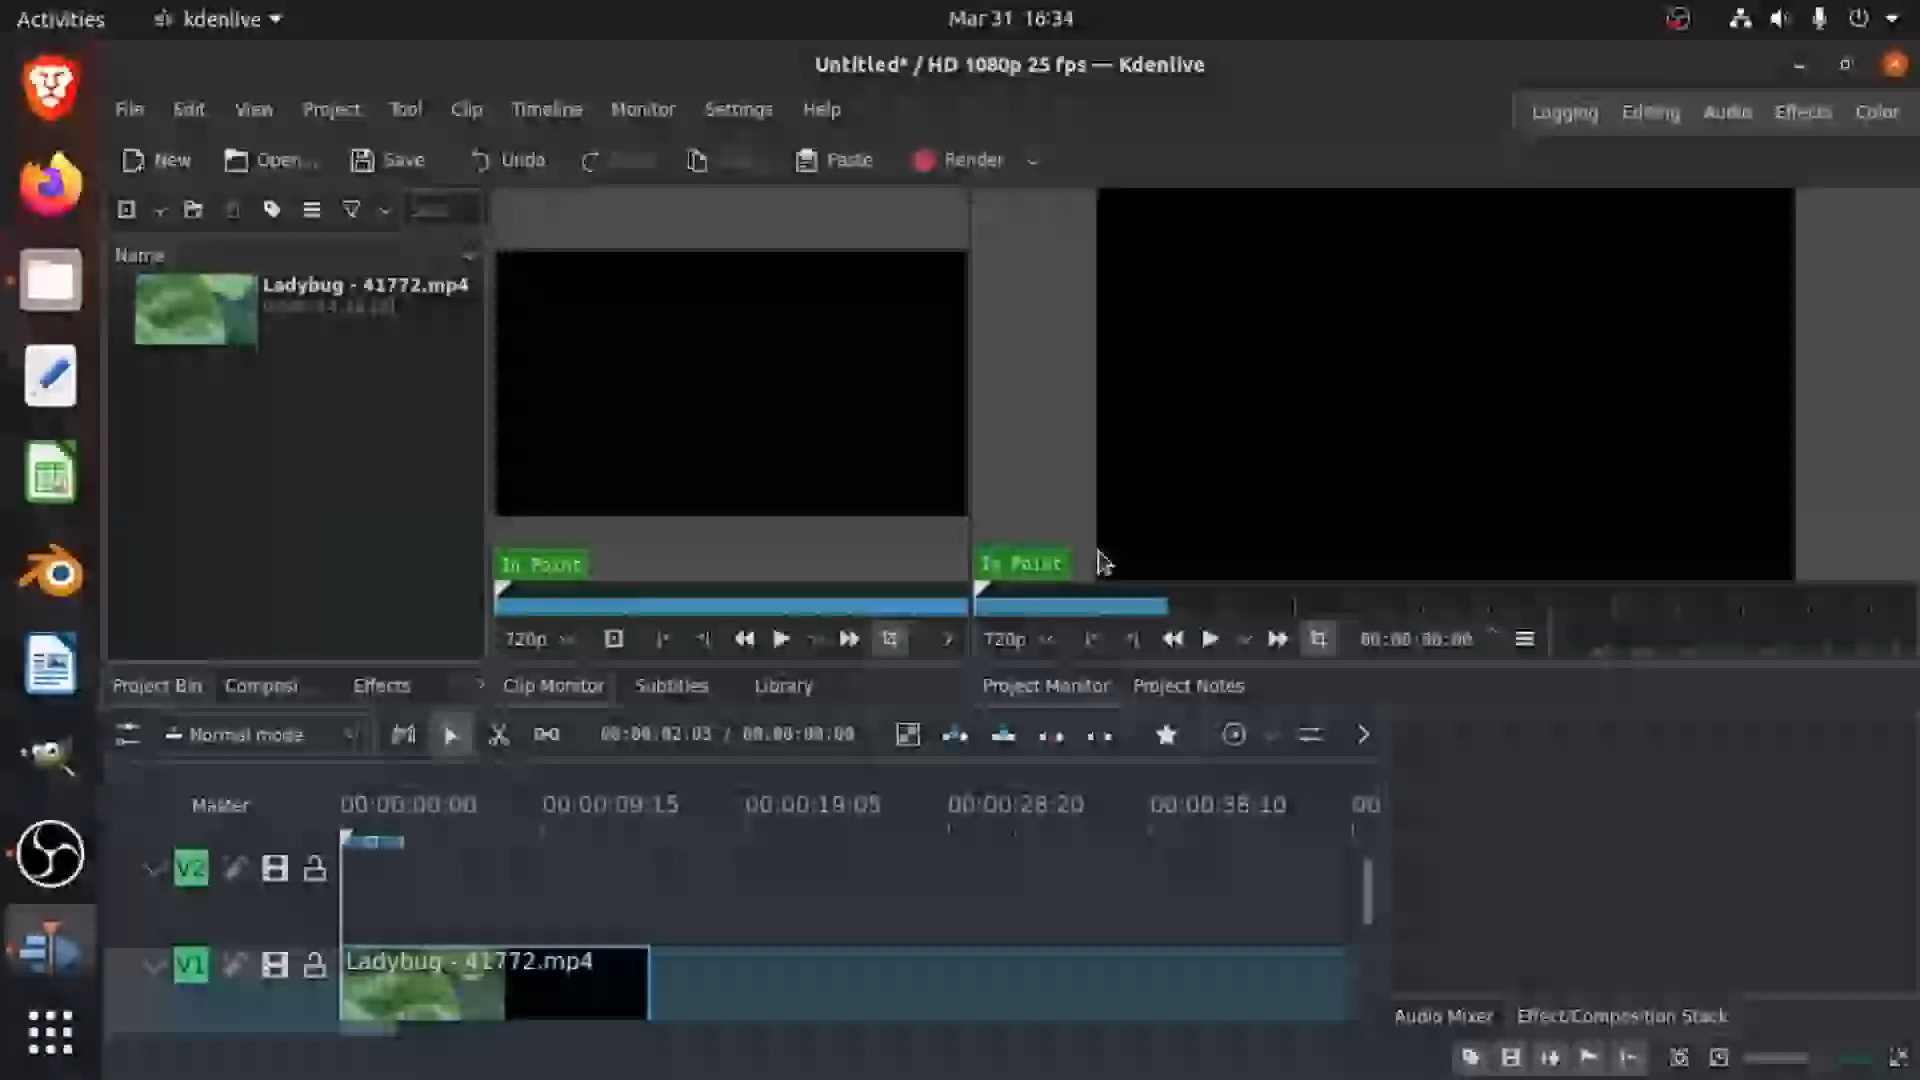 Activities kdenlive Mar 31 16:34
Untitled* / HD 1080p 25 fps — Kdenlive
File Edit View Project Tool Clip Timeline Monitor Settings Help
Logging Editing Audio Effects Color
New Open... Save Undo Paste Render
Name
Ladybug - 41772.mp4
In Point In Point
720p 720p 00:00:00:00
Project Bin Composi... Effects Clip Monitor Subtitles Library Project Monitor Project Notes
Normal mode 00:00:02:03 / 00:00:00:00
Master 00:00:00:00 00:00:09:15 00:00:19:05 00:00:28:20 00:00:38:10 00
V2
V1 Ladybug - 41772.mp4
Audio Mixer Effect/Composition Stack